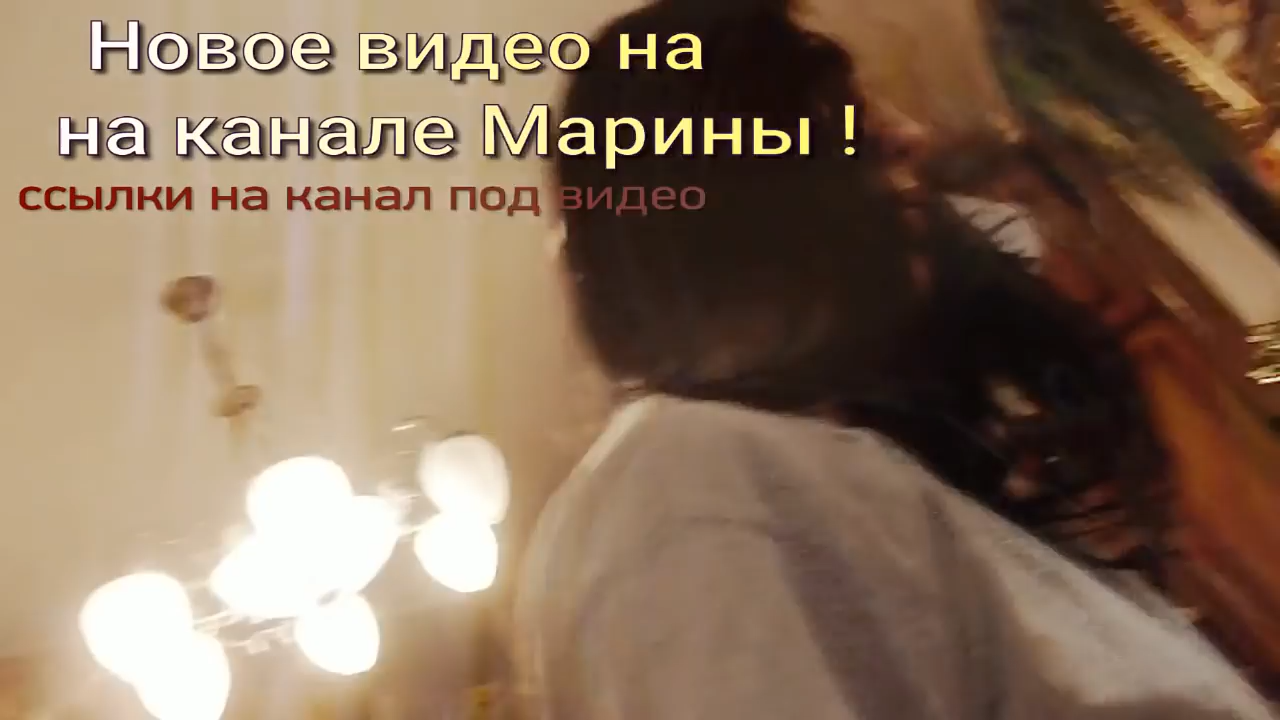 Новое видео на
на канале Марины !
ссылки на канал под видео